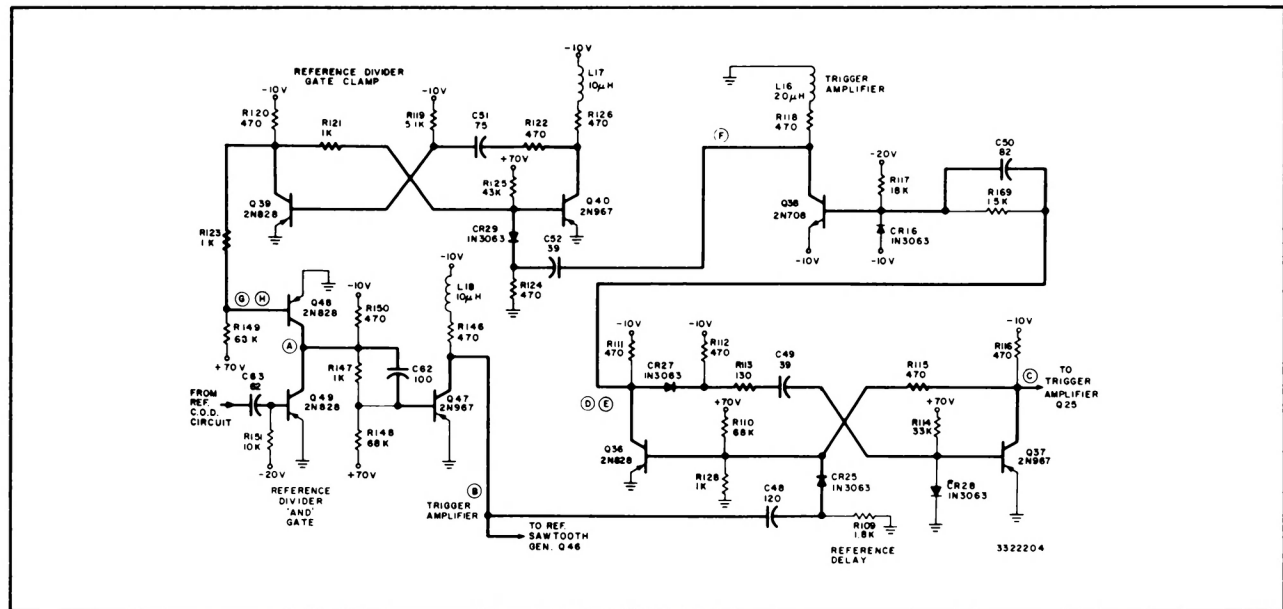 REFERENCE DIVIDER
GATE CLAMP
-10V
R120
470
R121
1K
-10V
R119
5.1K
C51
75
R122
470
-10V
L17
10μH
R126
470
+70V
R125
43K
Q39
2N828
Q40
2N967
CR29
1N3063
C52
39
R124
470
R123
1K
L16
20μH
TRIGGER
AMPLIFIER
R118
470
F
-20V
R117
18K
C50
82
R169
15K
Q38
2N708
CR16
1N3063
-10V
-10V
G H
Q48
2N828
R149
63K
+70V
A
C63
62
FROM
REF.
C.O.D.
CIRCUIT
Q49
2N828
R151
10K
-20V
REFERENCE
DIVIDER
'AND'
GATE
-10V
R150
470
R147
1K
C62
100
R148
68K
+70V
-10V
L18
10μH
R146
470
Q47
2N967
B
TRIGGER
AMPLIFIER
TO REF.
SAWTOOTH
GEN. Q46
-10V
R111
470
CR27
1N3063
-10V
R112
470
R113
130
C49
39
R115
470
-10V
R116
470
C
TO
TRIGGER
AMPLIFIER
Q25
D E
Q36
2N828
+70V
R110
68K
R128
1K
C48
120
CR25
1N3063
R109
1.8K
REFERENCE
DELAY
+70V
R114
33K
CR28
1N3063
Q37
2N967
3322204